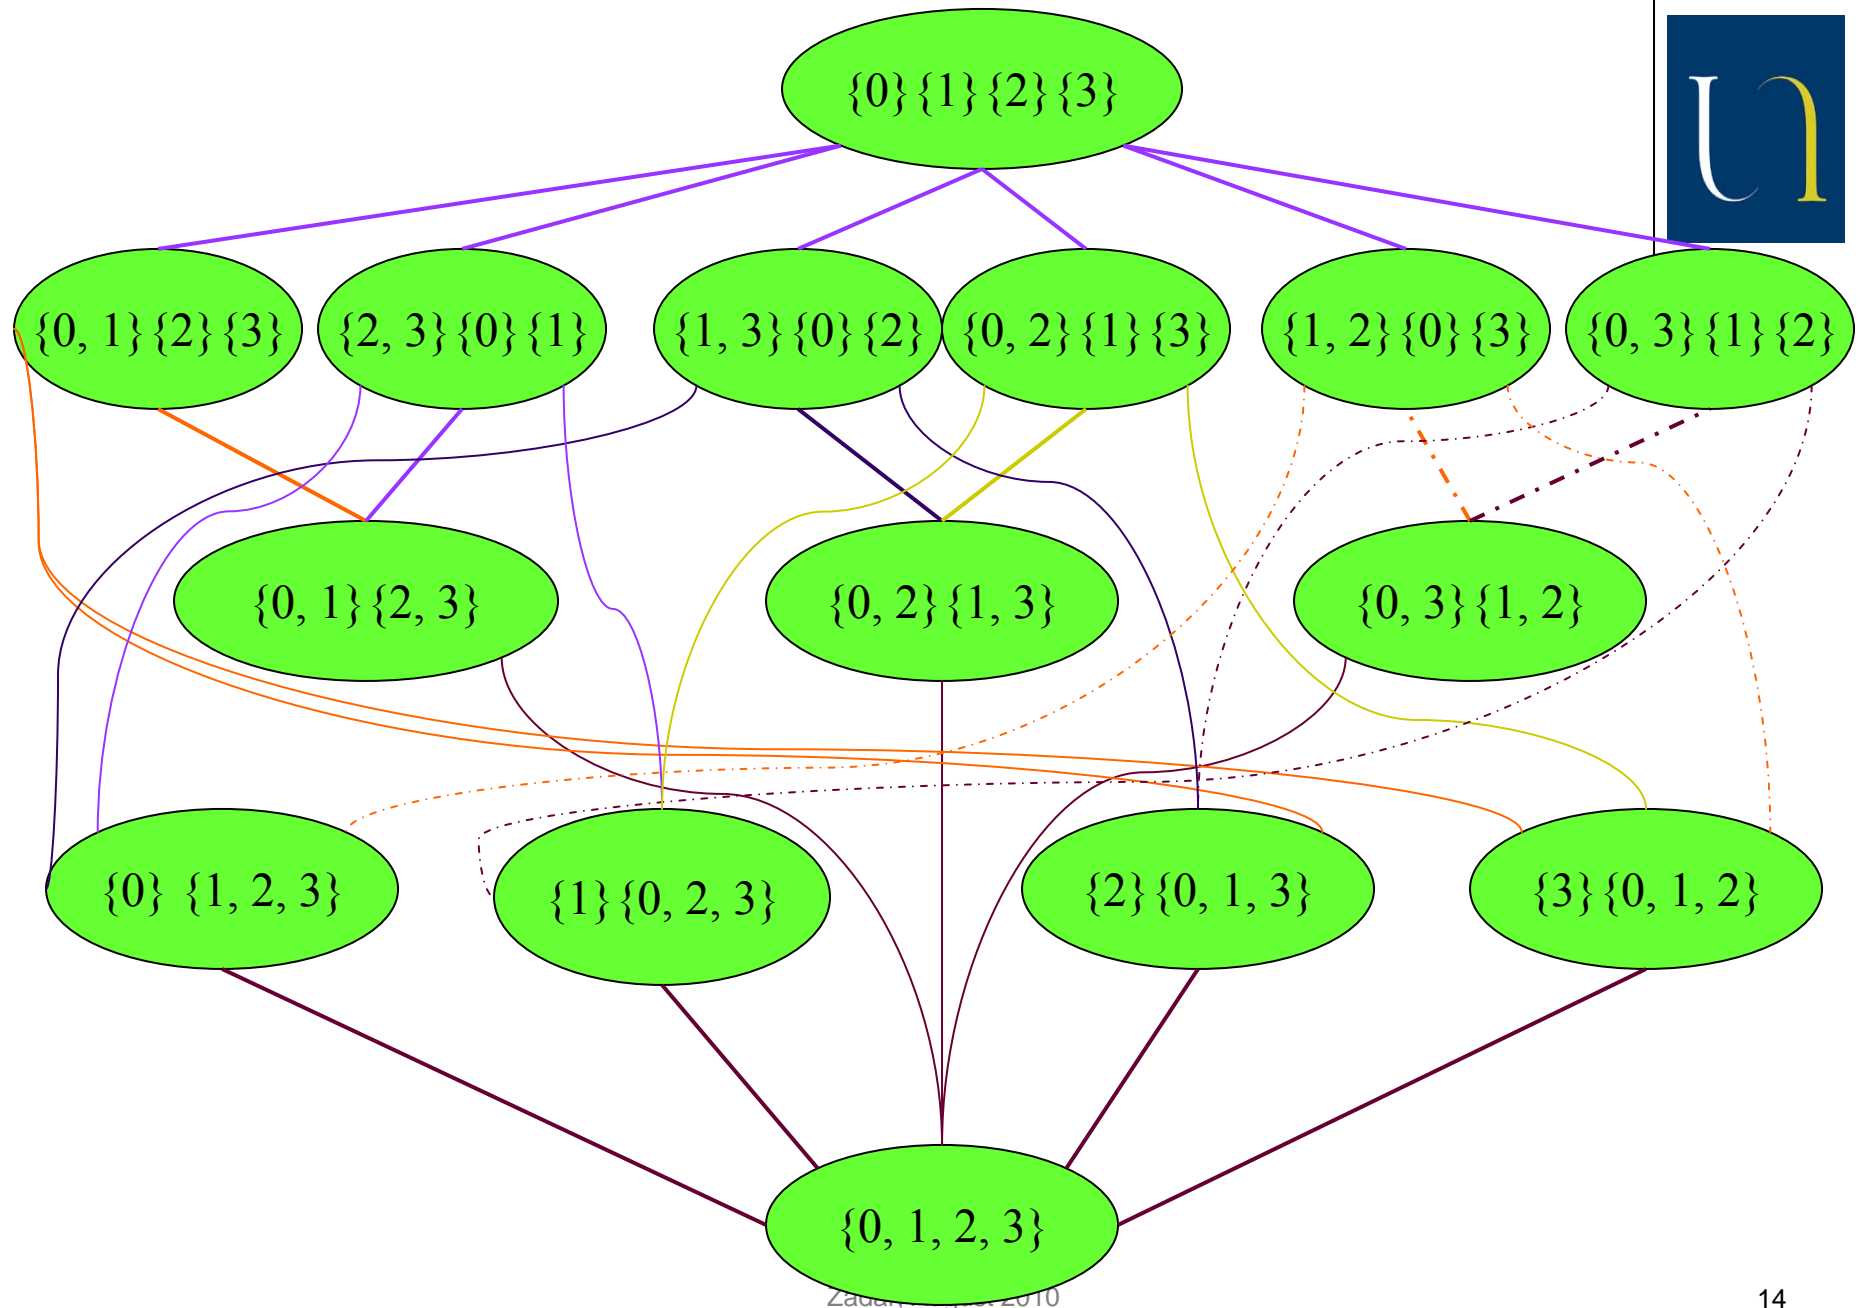 {0}{1}{2}{3}
{0, 1}{2}{3} {2, 3}{0}{1} {1, 3}{0}{2} {0, 2}{1}{3} {1, 2}{0}{3} {0, 3}{1}{2}
{0, 1}{2, 3} {0, 2}{1, 3} {0, 3}{1, 2}
{0} {1, 2, 3} {1}{0, 2, 3} {2}{0, 1, 3} {3}{0, 1, 2}
{0, 1, 2, 3}
2010 14